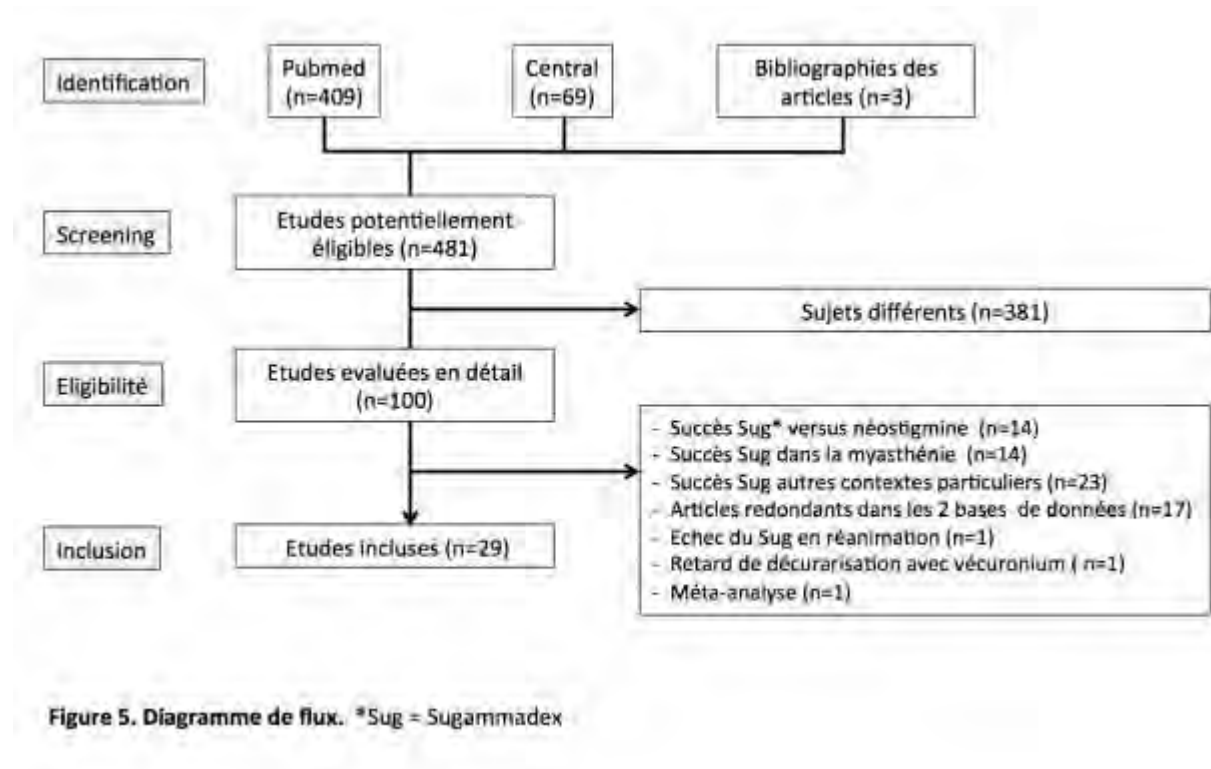 Identification
Pubmed
(n=409)
Central
(n=69)
Bibliographies des
articles (n=3)
Screening
Etudes potentiellement
éligibles (n=481)
Sujets différents (n=381)
Eligibilité
Etudes evaluées en détail
(n=100)
- Succès Sug* versus néostigmine (n=14)
- Succès Sug dans la myasthénie (n=14)
- Succès Sug autres contextes particuliers (n=23)
- Articles redondants dans les 2 bases de données (n=17)
- Echec du Sug en réanimation (n=1)
- Retard de décurarisation avec vécuronium ( n=1)
- Méta-analyse (n=1)
Inclusion
Etudes incluses (n=29)
Figure 5. Diagramme de flux. *Sug = Sugammadex